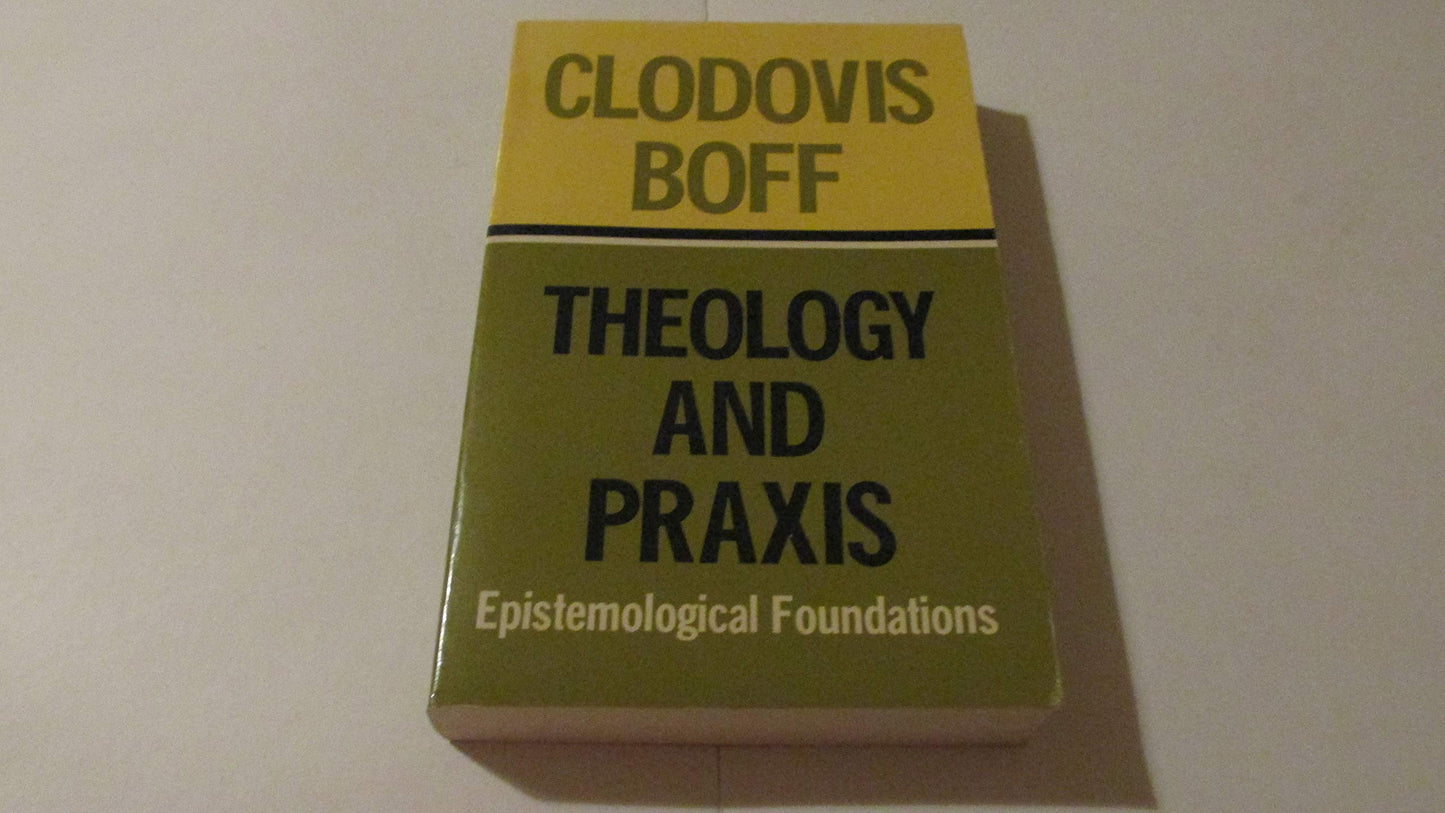 CLODOVIS
BOFF
THEOLOGY
AND
PRAXIS
Epistemological Foundations